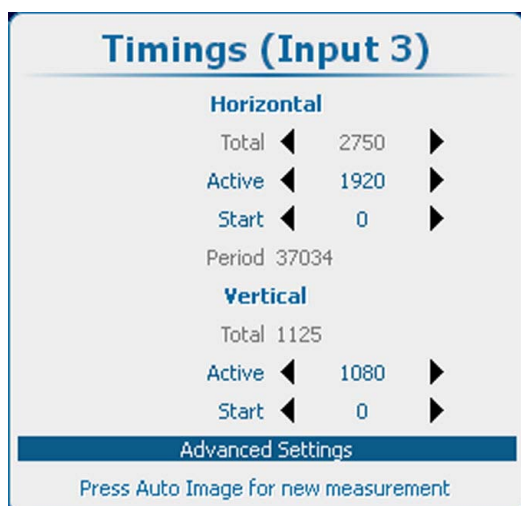 Timings (Input 3)
Horizontal
Total 2750
Active 1920
Start 0
Period 37034
Vertical
Total 1125
Active 1080
Start 0
Advanced Settings
Press Auto Image for new measurement